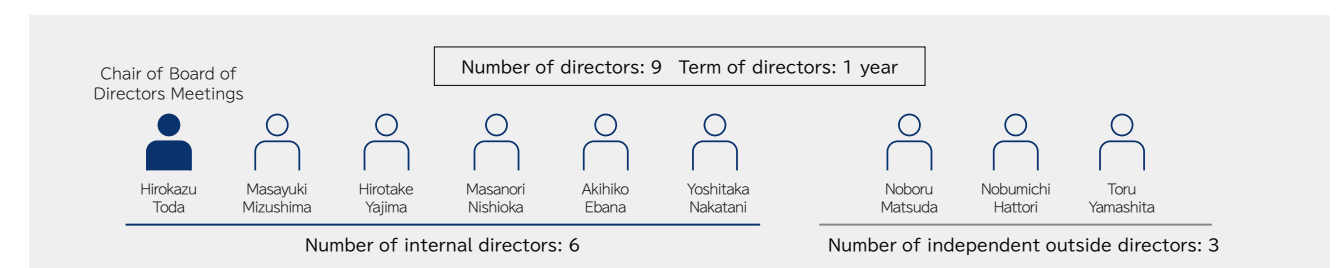 Number of directors: 9 Term of directors: 1 year
Chair of Board of
Directors Meetings
Hirokazu
Toda
Masayuki
Mizushima
Hirotake
Yajima
Masanori
Nishioka
Akihiko
Ebana
Yoshitaka
Nakatani
Noboru
Matsuda
Nobumichi
Hattori
Toru
Yamashita
Number of internal directors: 6
Number of independent outside directors: 3